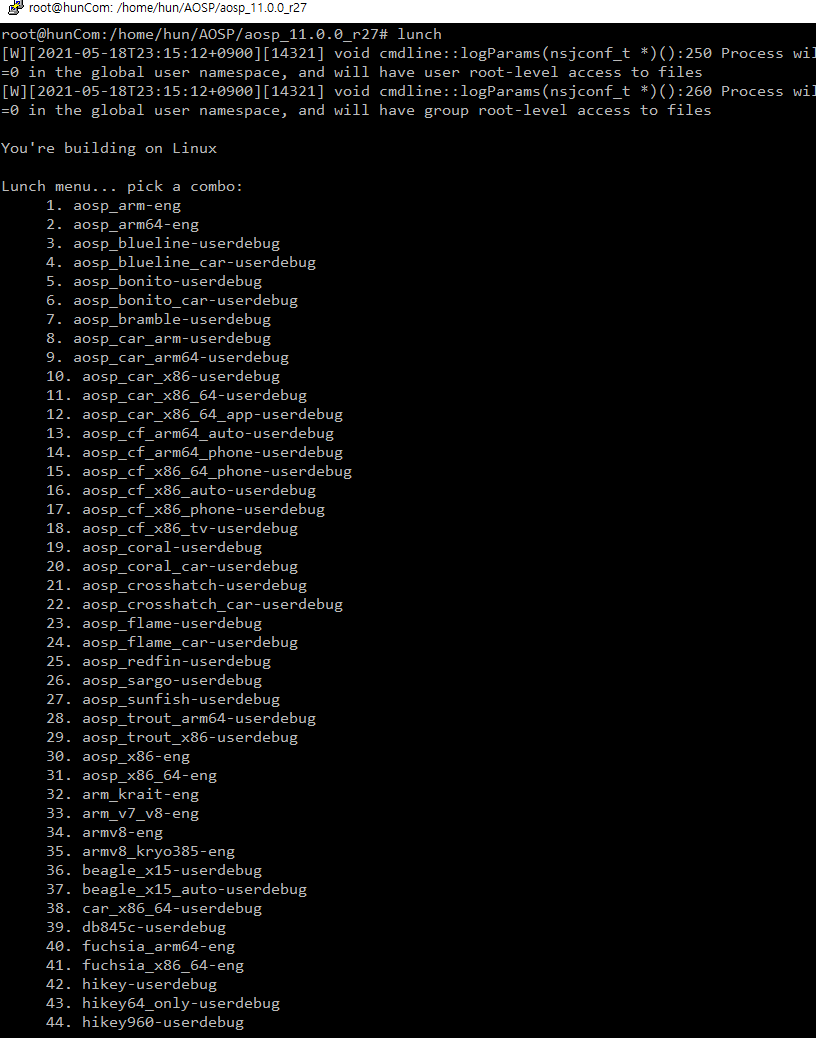 root@hunCom: /home/hun/AOSP/aosp_11.0.0_r27
root@hunCom:/home/hun/AOSP/aosp_11.0.0_r27# lunch
[W][2021-05-18T23:15:12+0900][14321] void cmdline::logParams(nsjconf_t *)():250 Process wil
=0 in the global user namespace, and will have user root-level access to files
[W][2021-05-18T23:15:12+0900][14321] void cmdline::logParams(nsjconf_t *)():260 Process wil
=0 in the global user namespace, and will have group root-level access to files
You're building on Linux
Lunch menu... pick a combo:
1. aosp_arm-eng
2. aosp_arm64-eng
3. aosp_blueline-userdebug
4. aosp_blueline_car-userdebug
5. aosp_bonito-userdebug
6. aosp_bonito_car-userdebug
7. aosp_bramble-userdebug
8. aosp_car_arm-userdebug
9. aosp_car_arm64-userdebug
10. aosp_car_x86-userdebug
11. aosp_car_x86_64-userdebug
12. aosp_car_x86_64_app-userdebug
13. aosp_cf_arm64_auto-userdebug
14. aosp_cf_arm64_phone-userdebug
15. aosp_cf_x86_64_phone-userdebug
16. aosp_cf_x86_auto-userdebug
17. aosp_cf_x86_phone-userdebug
18. aosp_cf_x86_tv-userdebug
19. aosp_coral-userdebug
20. aosp_coral_car-userdebug
21. aosp_crosshatch-userdebug
22. aosp_crosshatch_car-userdebug
23. aosp_flame-userdebug
24. aosp_flame_car-userdebug
25. aosp_redfin-userdebug
26. aosp_sargo-userdebug
27. aosp_sunfish-userdebug
28. aosp_trout_arm64-userdebug
29. aosp_trout_x86-userdebug
30. aosp_x86-eng
31. aosp_x86_64-eng
32. arm_krait-eng
33. arm_v7_v8-eng
34. armv8-eng
35. armv8_kryo385-eng
36. beagle_x15-userdebug
37. beagle_x15_auto-userdebug
38. car_x86_64-userdebug
39. db845c-userdebug
40. fuchsia_arm64-eng
41. fuchsia_x86_64-eng
42. hikey-userdebug
43. hikey64_only-userdebug
44. hikey960-userdebug